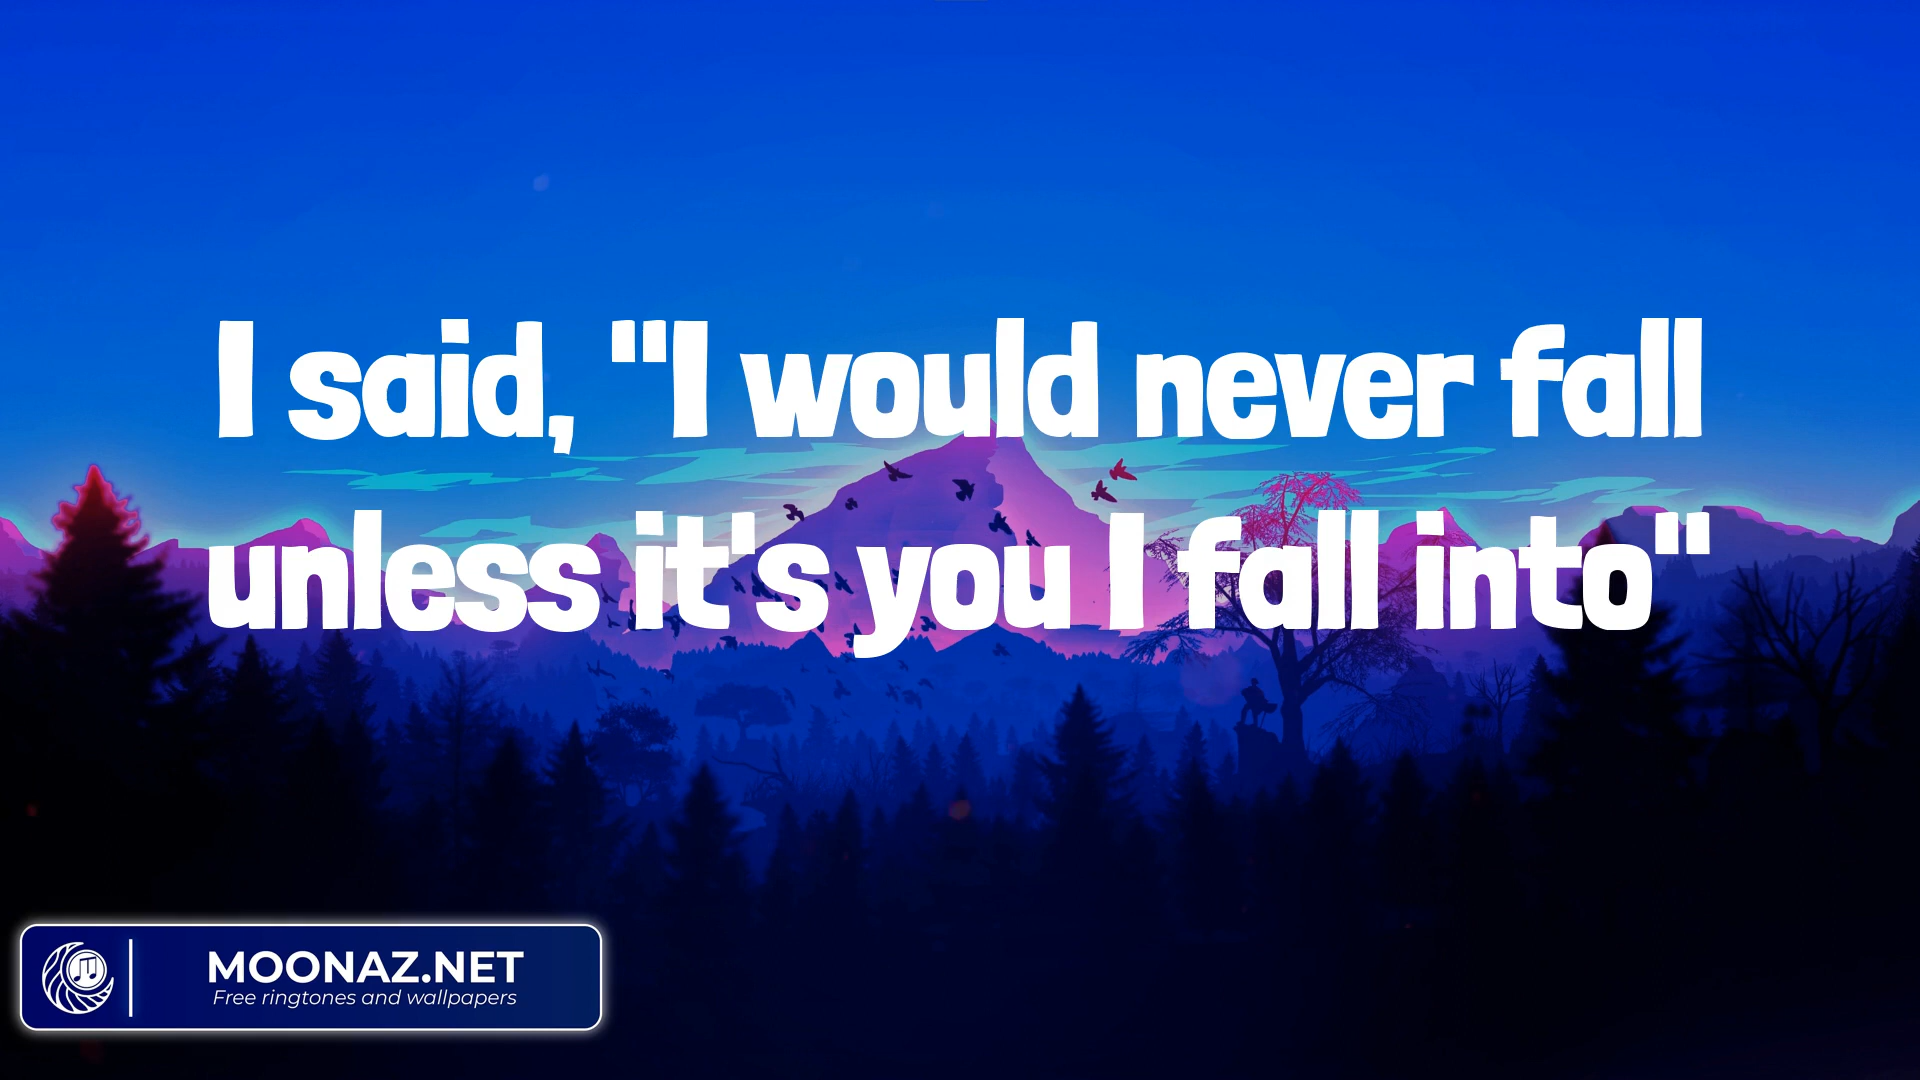 I said, "I would never fall
unless it's you I fall into"
MOONAZ.NET
Free ringtones and wallpapers